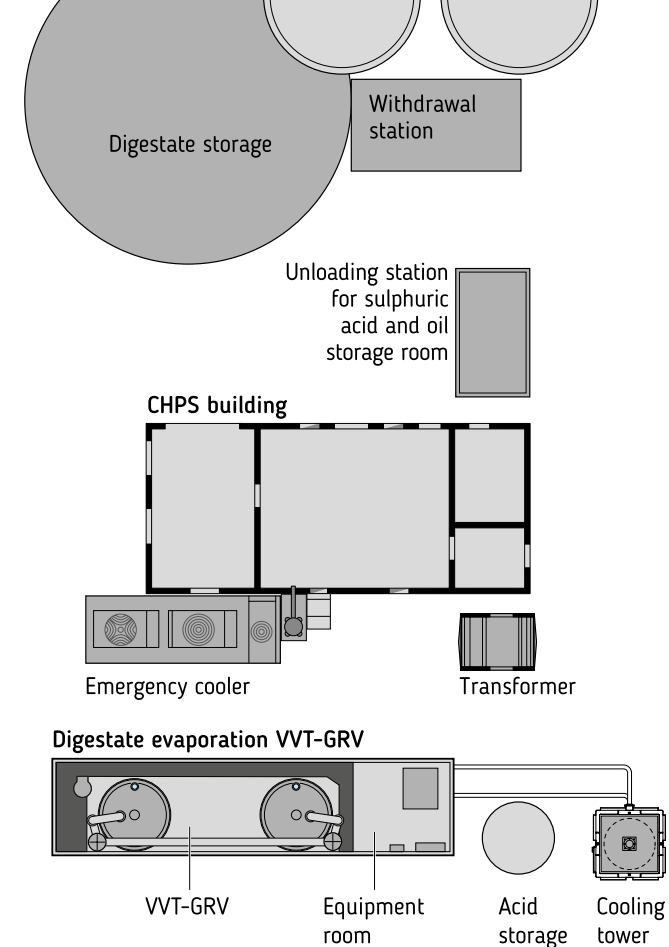 Digestate storage
Withdrawal
station
Unloading station
for sulphuric
acid and oil
storage room
CHPS building
Emergency cooler
Transformer
Digestate evaporation VVT-GRV
VVT-GRV
Equipment
room
Acid
storage
Cooling
tower